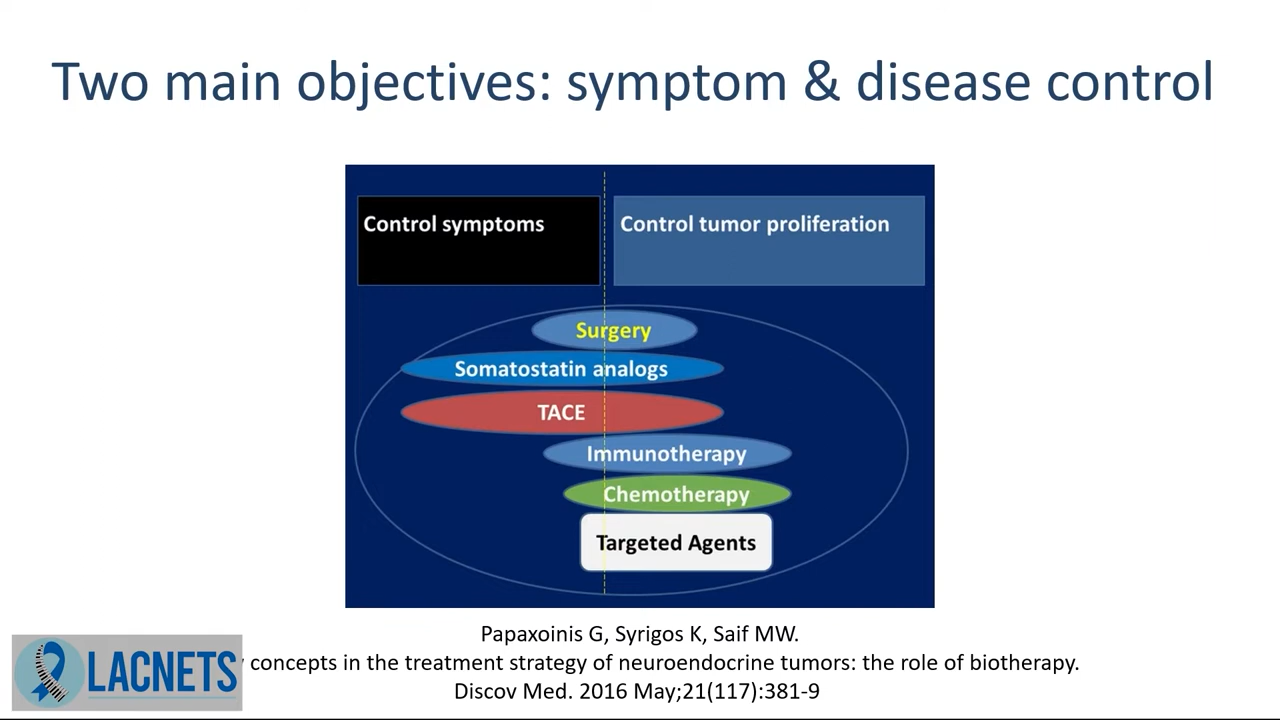 Two main objectives: symptom & disease control
Control symptoms
Control tumor proliferation
Surgery
Somatostatin analogs
TACE
Immunotherapy
Chemotherapy
Targeted Agents
Papaxoinis G, Syrigos K, Saif MW.
concepts in the treatment strategy of neuroendocrine tumors: the role of biotherapy.
Discov Med. 2016 May;21(117):381-9
LACNETS